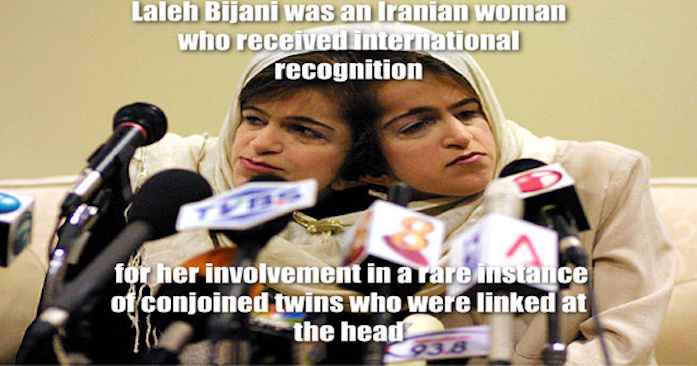 Laleh Bijani was an Iranian woman
who received international
recognition
TVBS
8
A
93.8
for her involvement in a rare instance
of conjoined twins who were linked at
the head